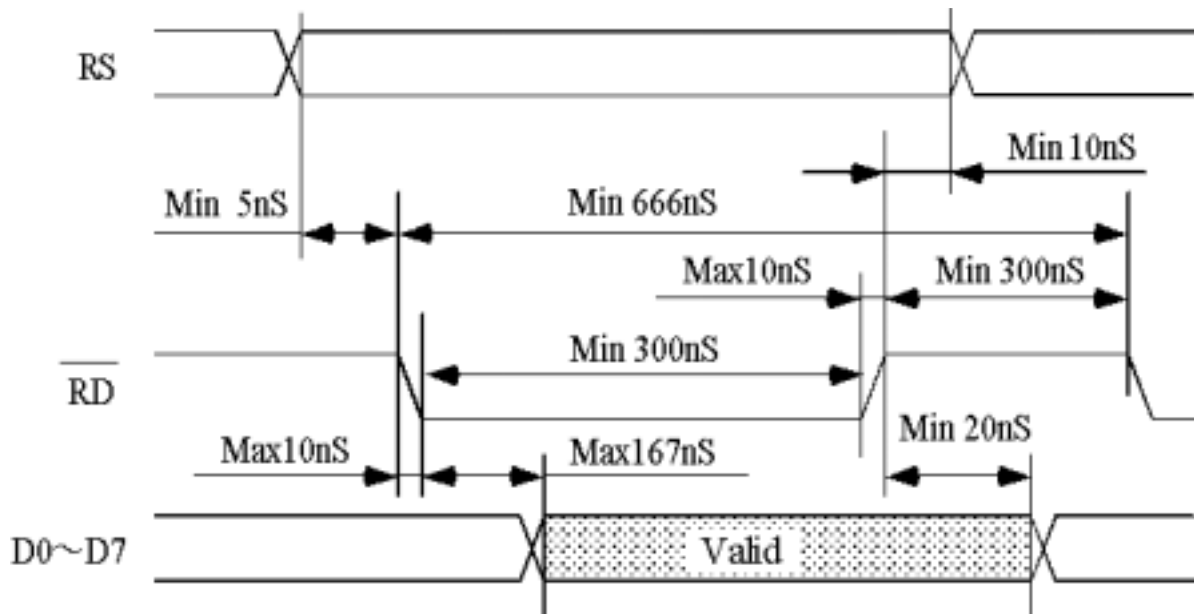 RS
Min 10nS
Min 5nS
Min 666nS
Max10nS
Min 300nS
RD
Min 300nS
Min 20nS
Max10nS
Max167nS
D0～D7
Valid